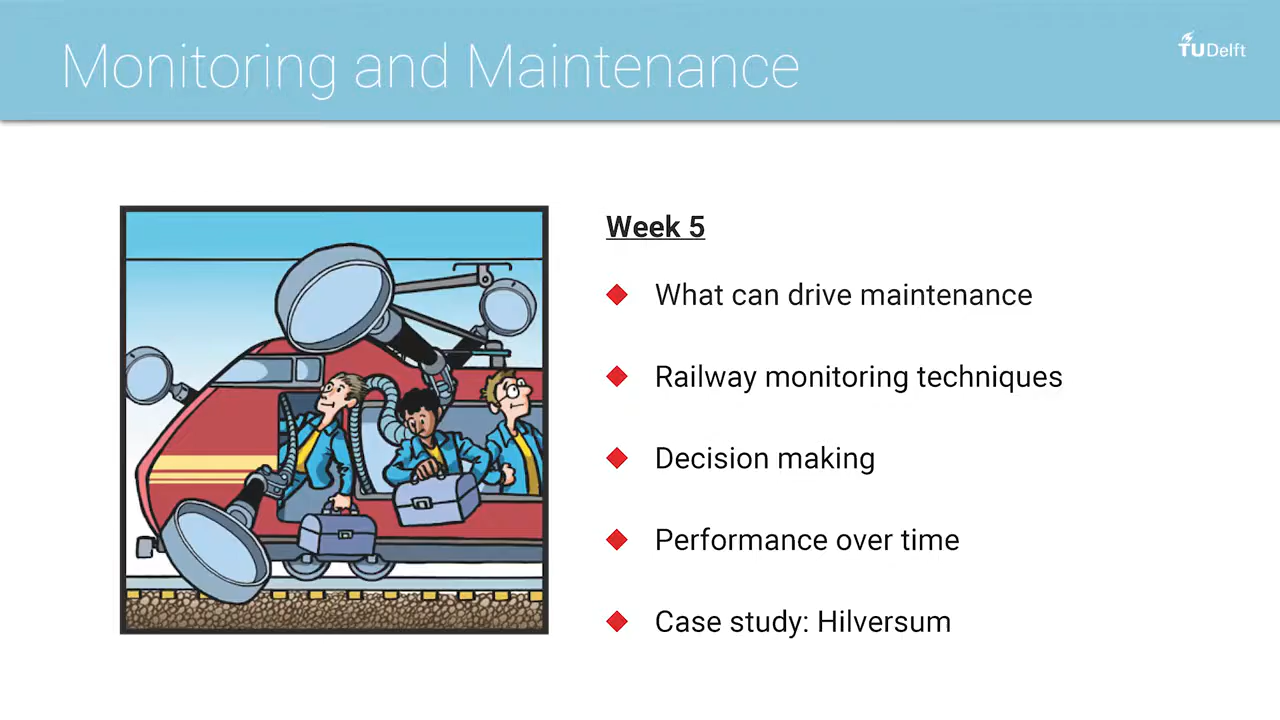 Monitoring and Maintenance
TUDelft
Week 5
What can drive maintenance
Railway monitoring techniques
Decision making
Performance over time
Case study: Hilversum